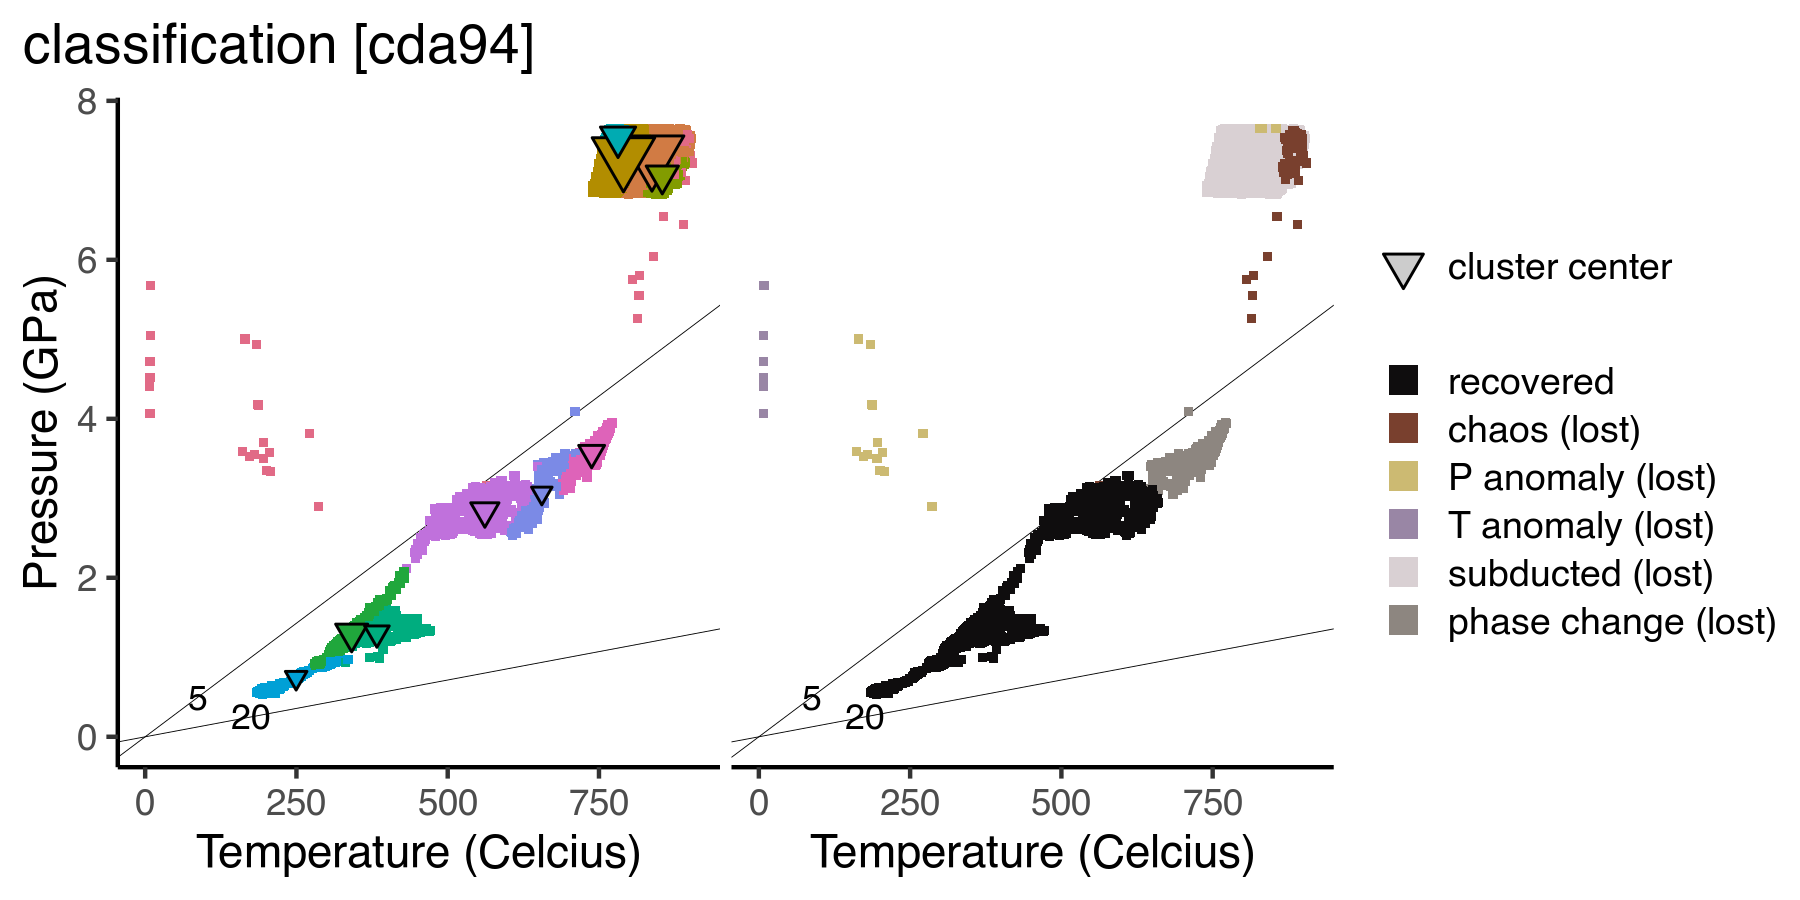 classification [cda94]
8
6
4
2
0
Pressure (GPa)
5
20
5
20
0
250
500
750
0
250
500
750
Temperature (Celcius)
Temperature (Celcius)
cluster center
recovered
chaos (lost)
P anomaly (lost)
T anomaly (lost)
subducted (lost)
phase change (lost)